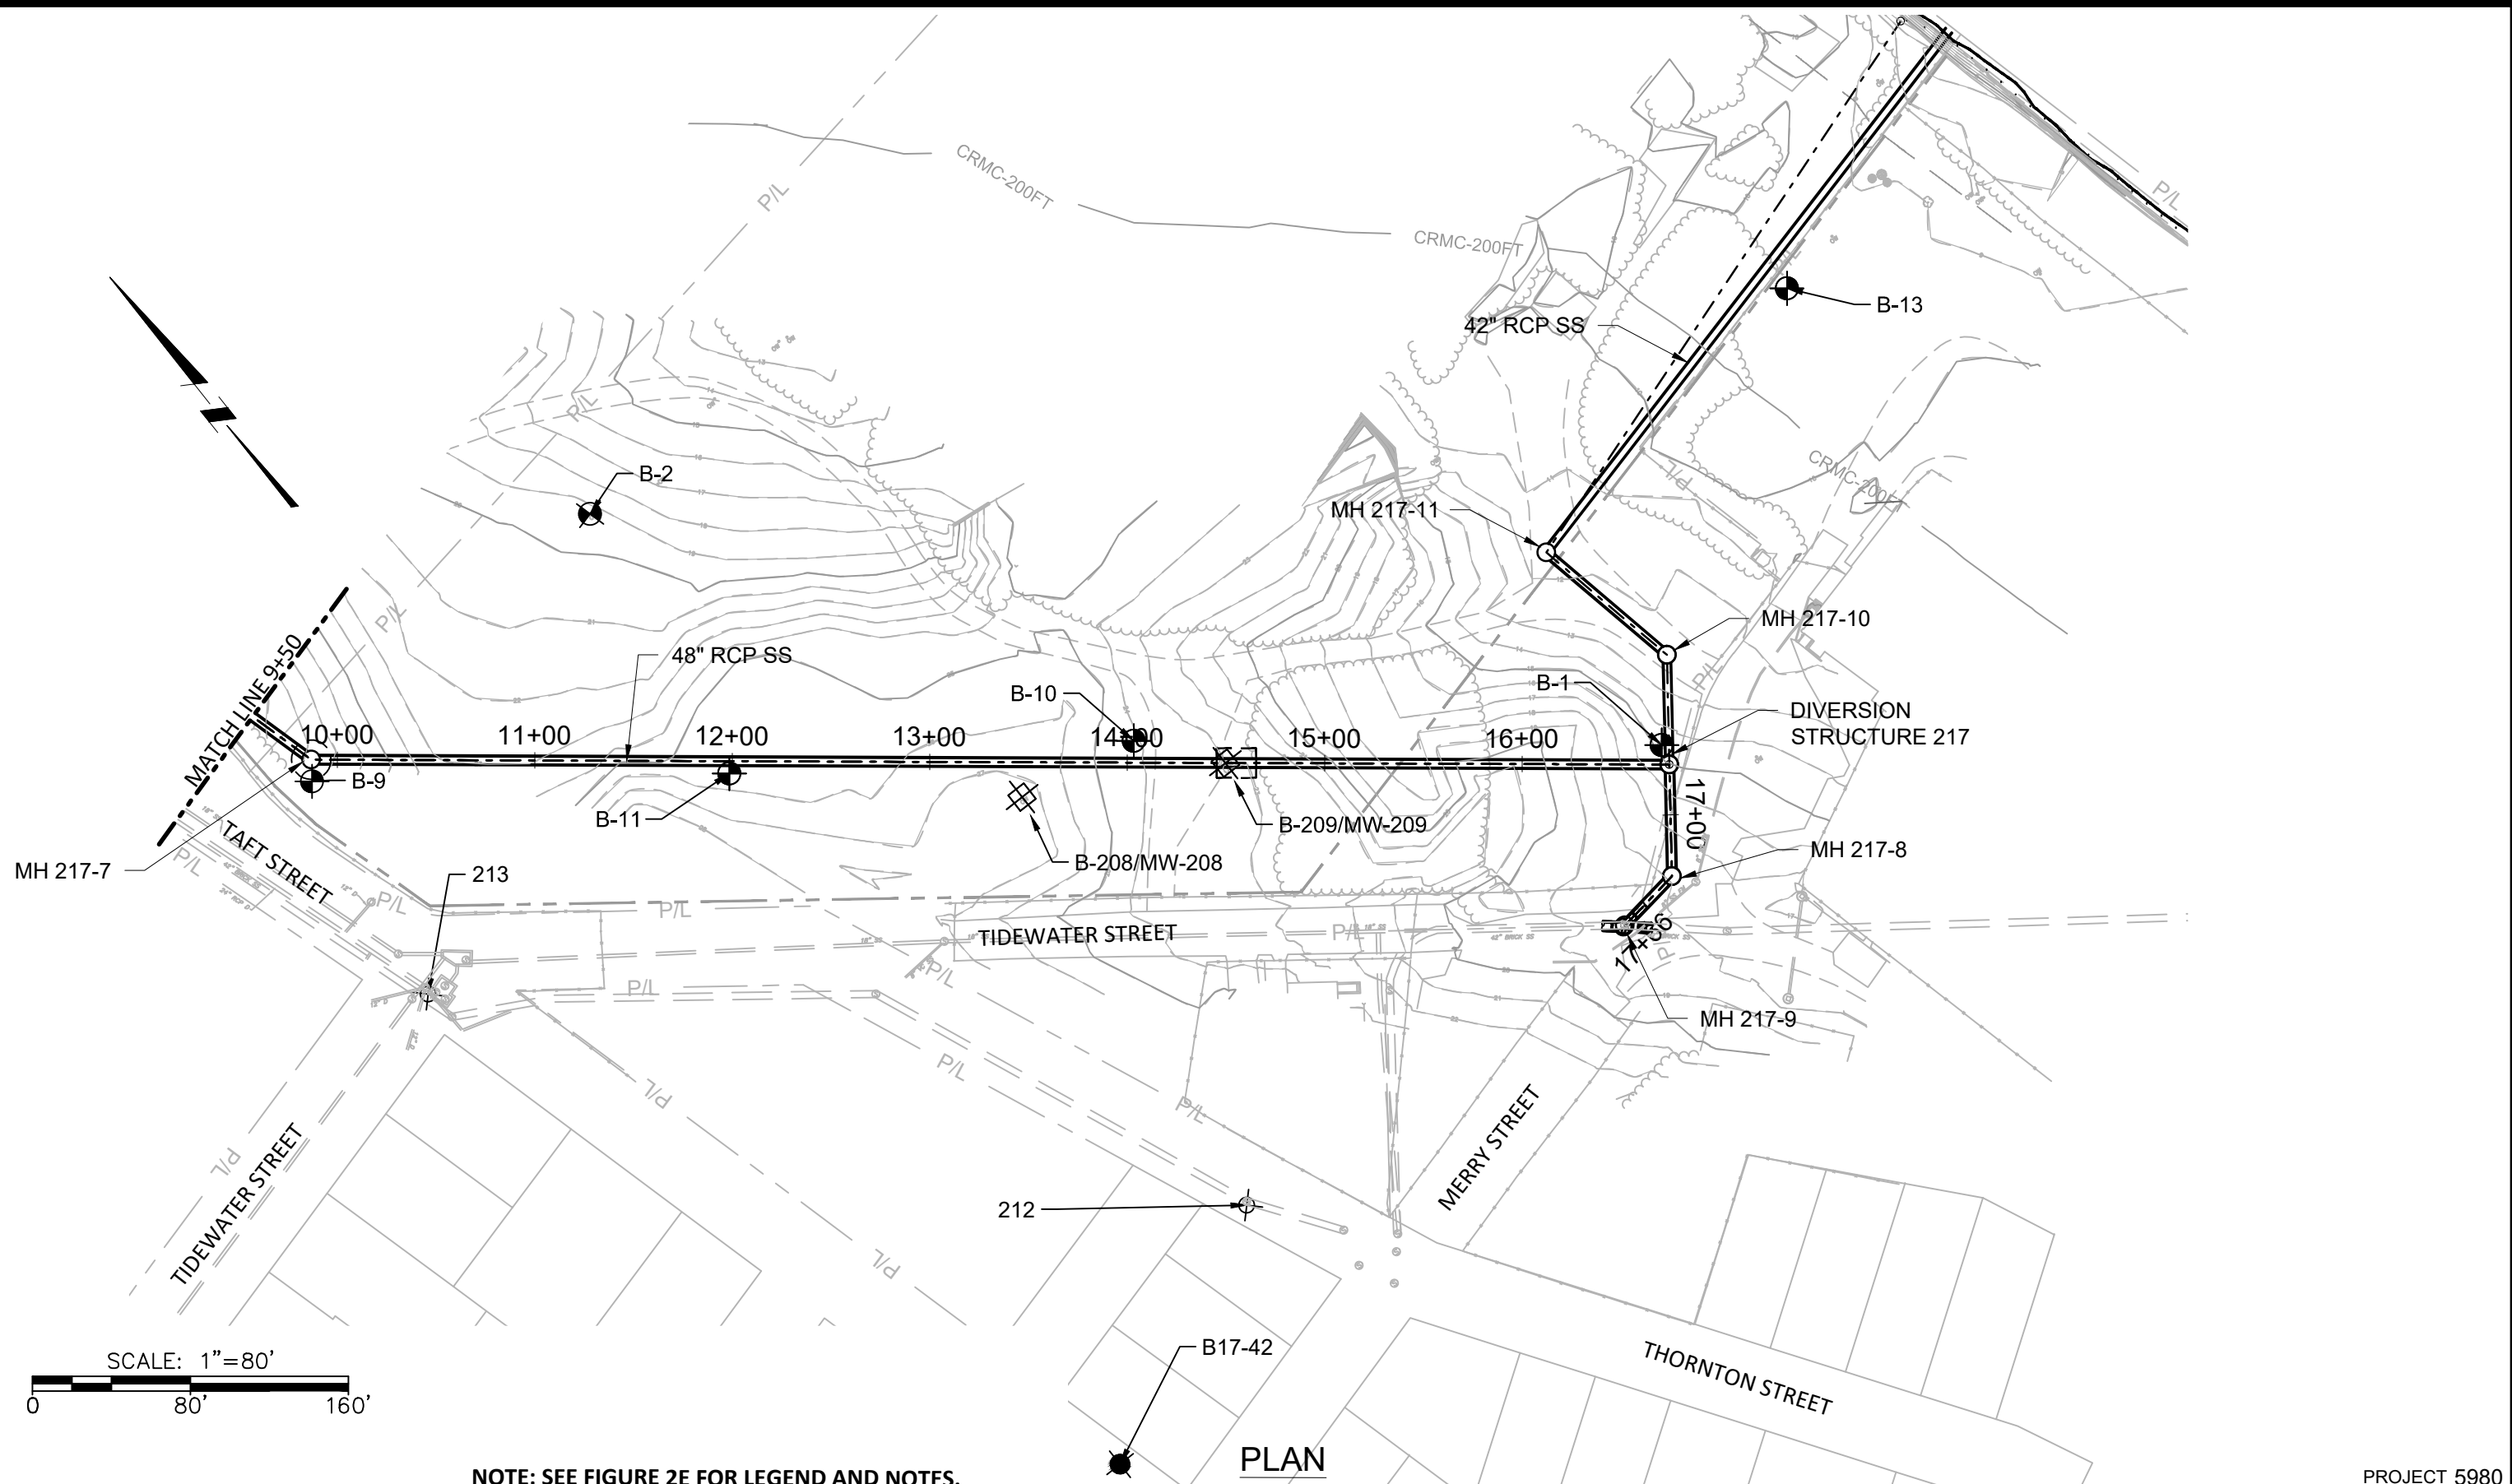 CRMC-200FT
P/L
CRMC-200FT
P/L
B-13
42" RCP SS
P/L
B-2
CRMC-200FT
P/L
MH 217-11
P/L
MH 217-10
MATCH LINE 9+50
48" RCP SS
B-10
B-1
P/L
DIVERSION
STRUCTURE 217
10+00
11+00
12+00
13+00
14+00
15+00
16+00
17+00
B-9
B-11
B-209/MW-209
B-208/MW-208
MH 217-8
MH 217-7
TAFT STREET
P/L
P/L
213
P/L
TIDEWATER STREET
P/L
42" BRICK SS
17+56
P/L
P/L
P/L
MH 217-9
P/L
P/L
P/L
P/L
TIDEWATER STREET
MERRY STREET
212
P/L
B17-42
THORNTON STREET
SCALE: 1"=80'
0 80' 160'
PLAN
NOTE: SEE FIGURE 2E FOR LEGEND AND NOTES.
PROJECT 5980